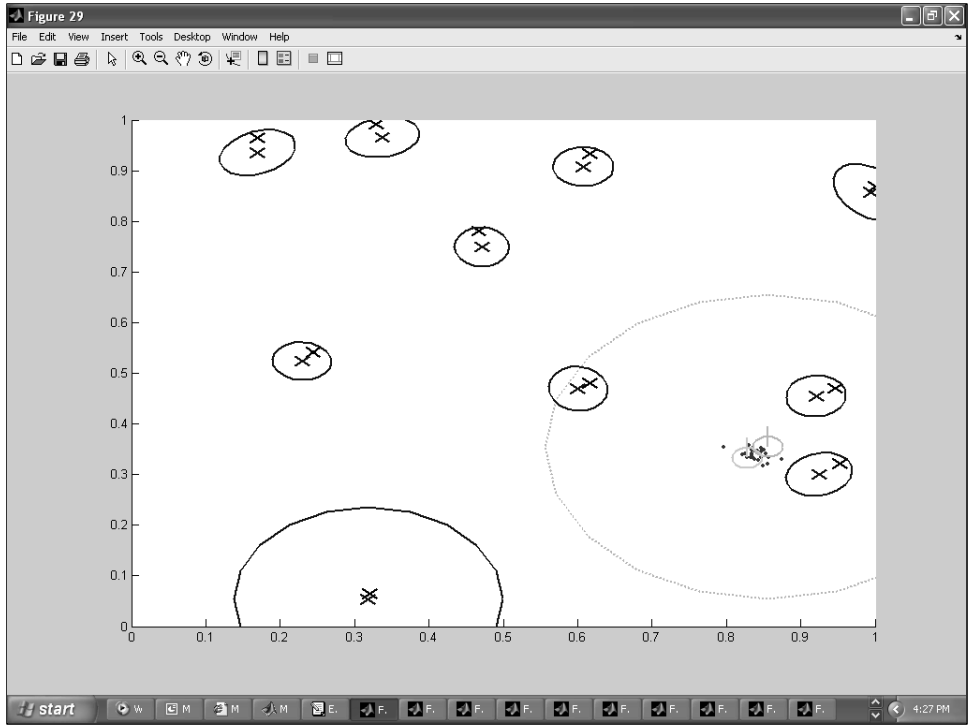 Figure 29
File Edit View Insert Tools Desktop Window Help
1
0.9
0.8
0.7
0.6
0.5
0.4
0.3
0.2
0.1
0
0 0.1 0.2 0.3 0.4 0.5 0.6 0.7 0.8 0.9 1
start W M M M E. F. F. F. F. F. F. F. F. F. F. 4:27 PM